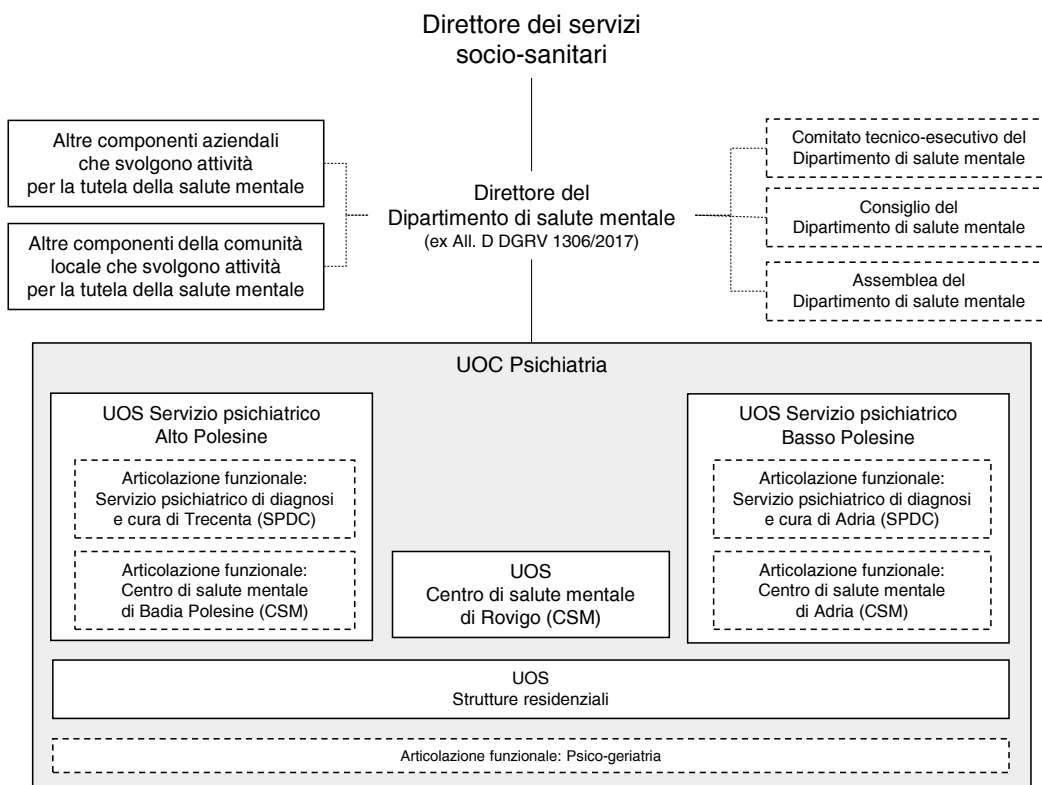 Direttore dei servizi
socio-sanitari
Altre componenti aziendali
che svolgono attività
per la tutela della salute mentale
Altre componenti della comunità
locale che svolgono attività
per la tutela della salute mentale
Direttore del
Dipartimento di salute mentale
(ex All. D DGRV 1306/2017)
Comitato tecnico-esecutivo del
Dipartimento di salute mentale
Consiglio del
Dipartimento di salute mentale
Assemblea del
Dipartimento di salute mentale
UOC Psichiatria
UOS Servizio psichiatrico
Alto Polesine
Articolazione funzionale:
Servizio psichiatrico di diagnosi
e cura di Trecenta (SPDC)
Articolazione funzionale:
Centro di salute mentale
di Badia Polesine (CSM)
UOS
Centro di salute mentale
di Rovigo (CSM)
UOS Servizio psichiatrico
Basso Polesine
Articolazione funzionale:
Servizio psichiatrico di diagnosi
e cura di Adria (SPDC)
Articolazione funzionale:
Centro di salute mentale
di Adria (CSM)
UOS
Strutture residenziali
Articolazione funzionale: Psico-geriatria